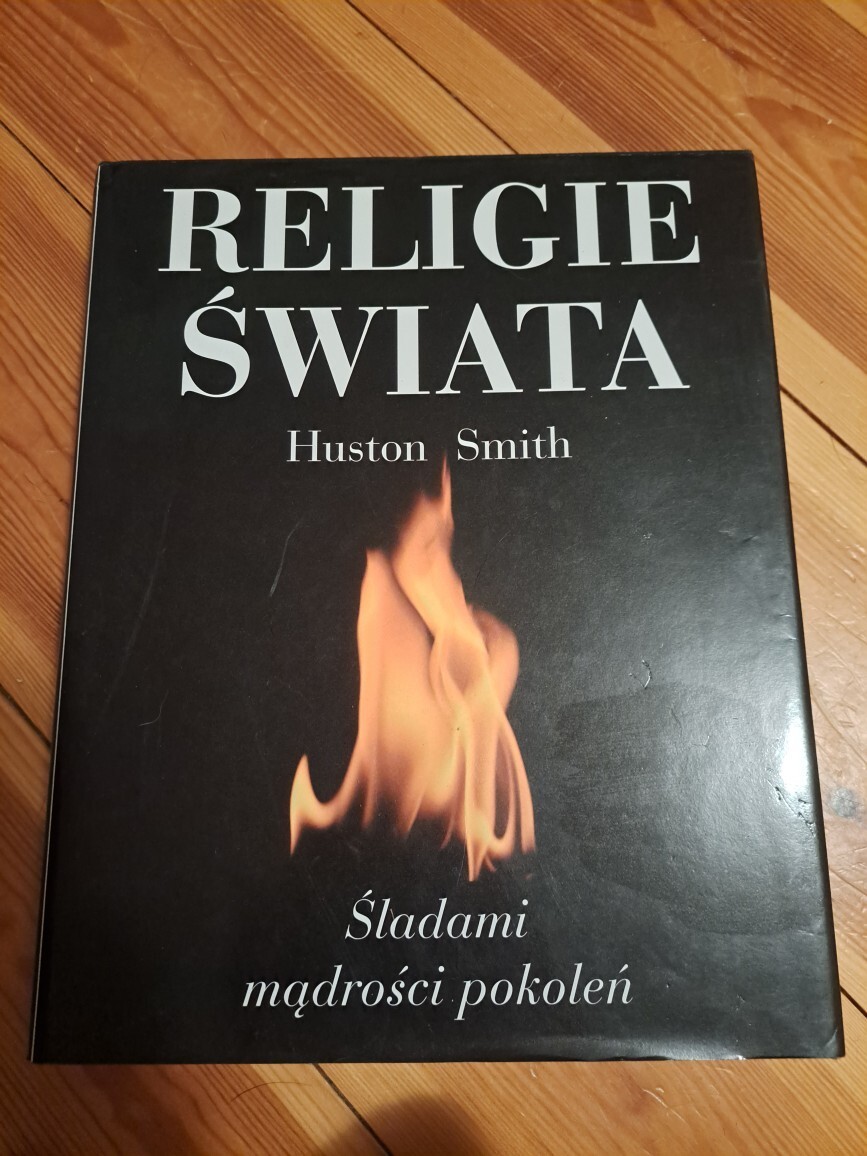 RELIGIE
ŚWIATA
Huston Smith
Śladami
mądrości pokoleń